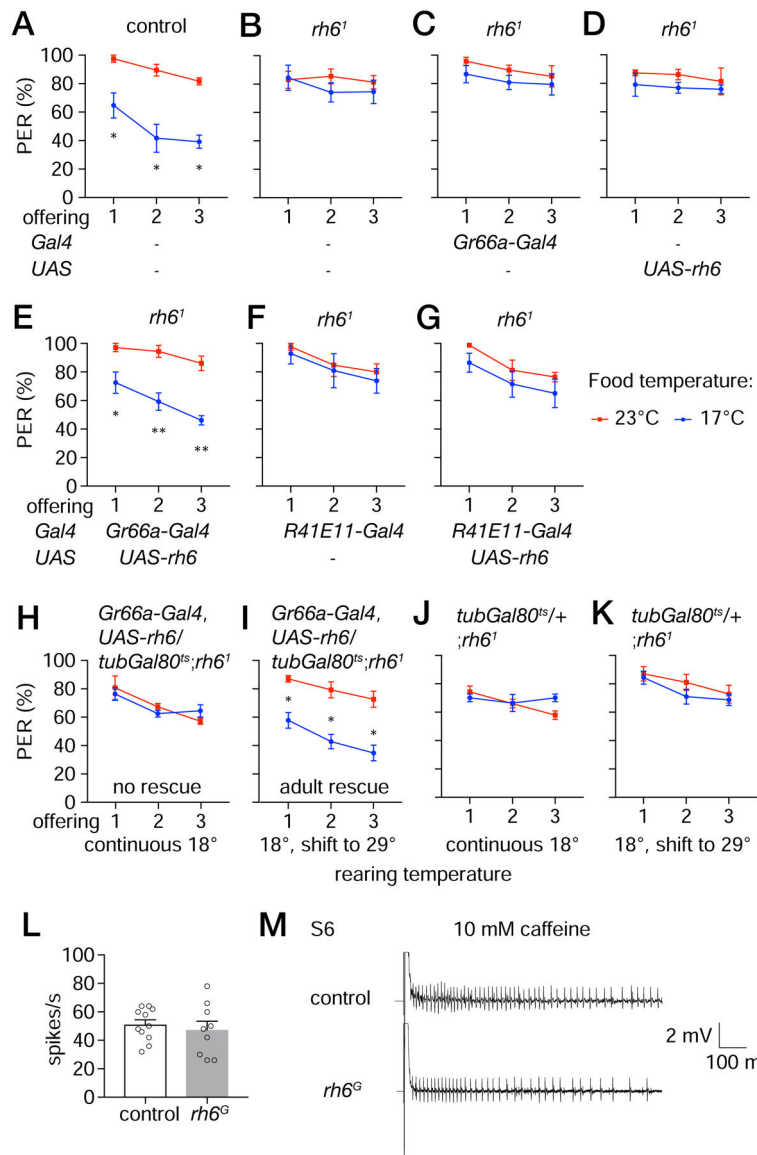 A control
B rh6¹
C rh6¹
D rh6¹
PER (%)
100
80
60
40
20
0
* * *
offering 1 2 3 1 2 3 1 2 3 1 2 3
Gal4 - - Gr66a-Gal4 -
UAS - - - UAS-rh6
E rh6¹
F rh6¹
G rh6¹
PER (%)
100
80
60
40
20
0
* ** **
Food temperature:
23°C 17°C
offering 1 2 3 1 2 3 1 2 3
Gal4 Gr66a-Gal4 R41E11-Gal4 R41E11-Gal4
UAS UAS-rh6 - UAS-rh6
H Gr66a-Gal4,
UAS-rh6/
tubGal80ᵗˢ;rh6¹
I Gr66a-Gal4,
UAS-rh6/
tubGal80ᵗˢ;rh6¹
J tubGal80ᵗˢ/+
;rh6¹
K tubGal80ᵗˢ/+
;rh6¹
PER (%)
100
80
60
40
20
0
* * *
no rescue adult rescue
offering 1 2 3 1 2 3 1 2 3 1 2 3
continuous 18° 18°, shift to 29° continuous 18° 18°, shift to 29°
rearing temperature
L
spikes/s
100
80
60
40
20
0
control rh6ᴳ
M S6 10 mM caffeine
control
rh6ᴳ
2 mV
100 m